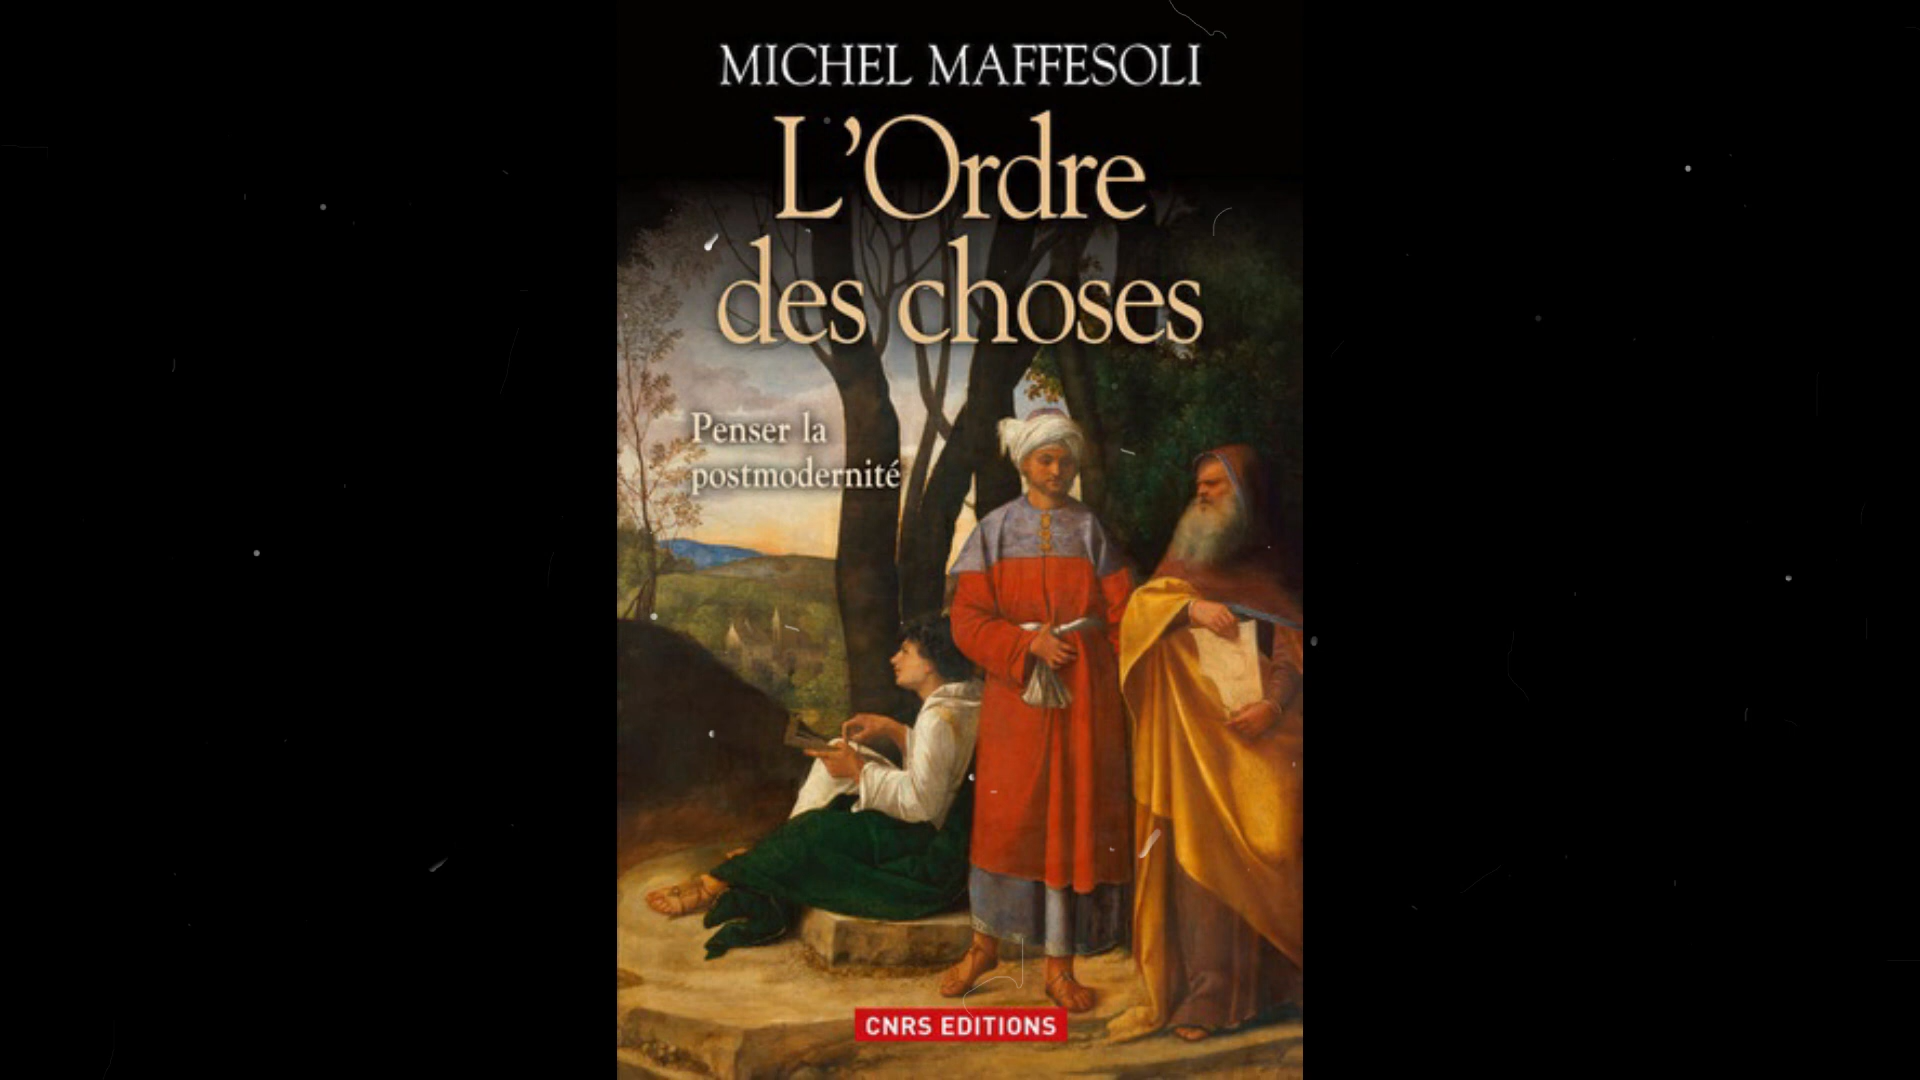 MICHEL MAFFESOLI
L'Ordre
des choses
Penser la
postmodernité
CNRS EDITIONS